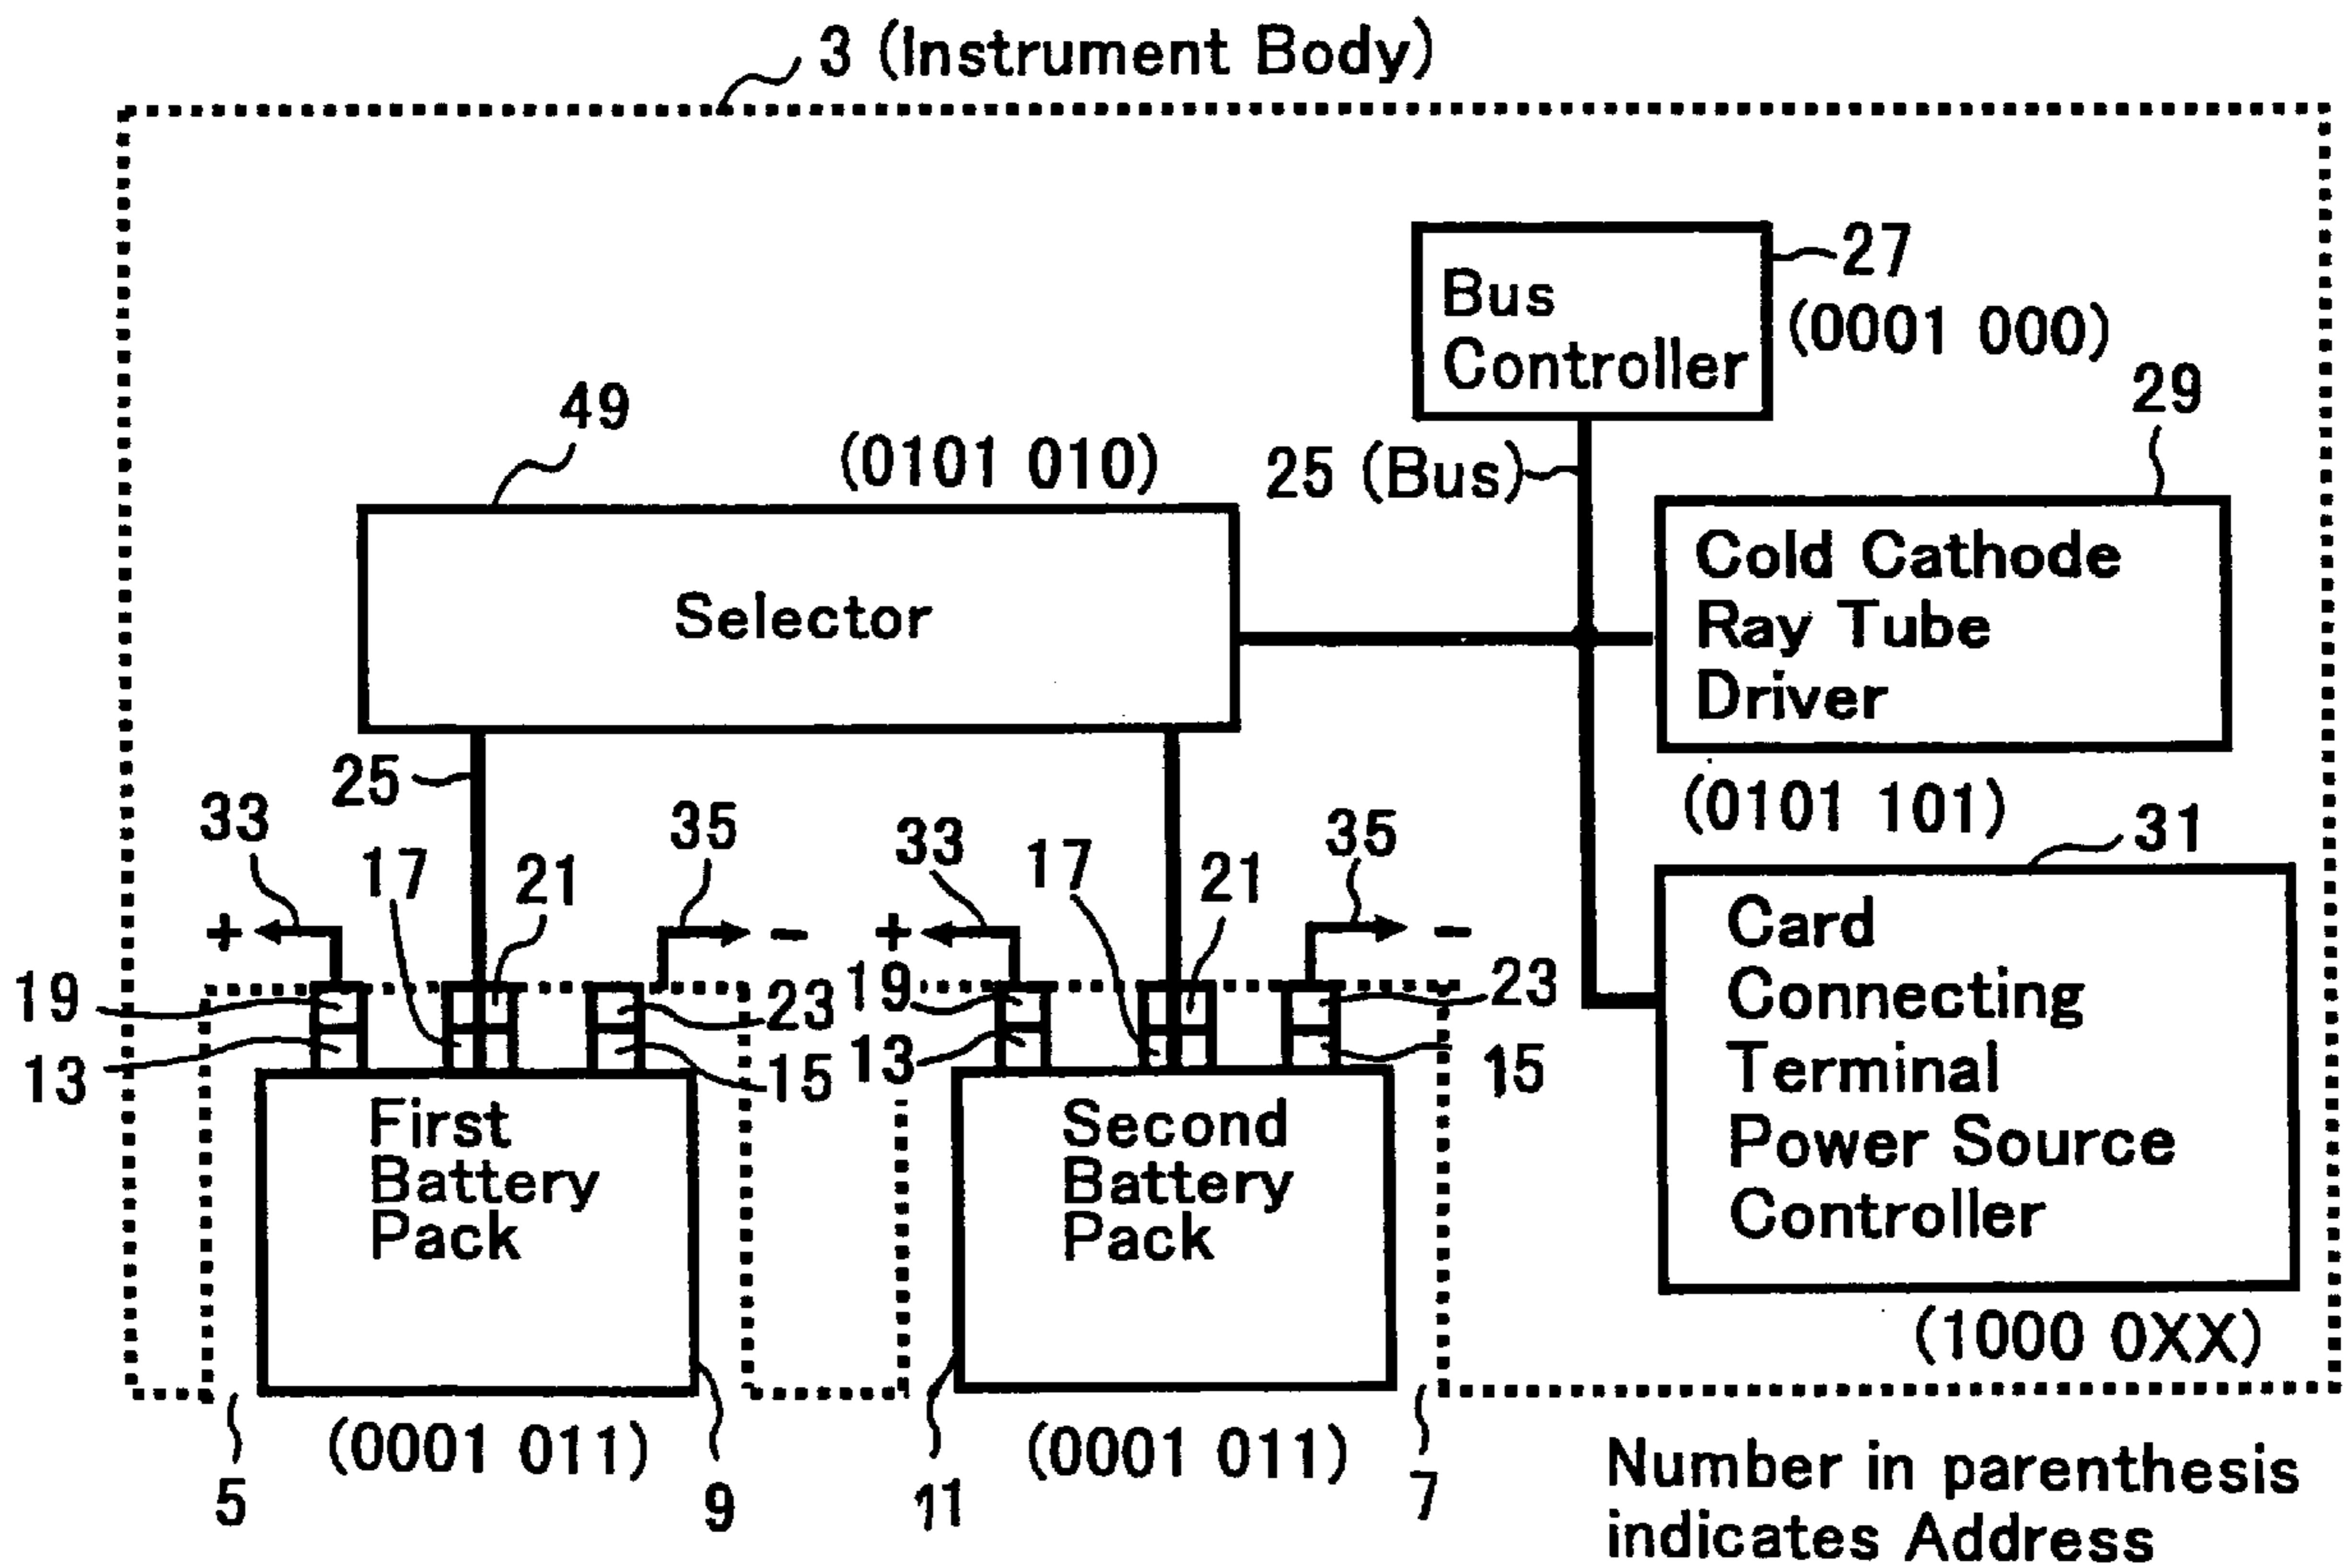 3 (Instrument Body)
27
Bus
Controller
(0001 000)
29
49
(0101 010)
25 (Bus)
Cold Cathode
Ray Tube
Driver
Selector
25
(0101 101)
33
35
33
35
31
17
21
17
21
+
-
+
-
Card
Connecting
Terminal
Power Source
Controller
19
23
19
23
13
15
13
15
First
Battery
Pack
Second
Battery
Pack
(1000 0XX)
(0001 011)
(0001 011)
5
9
11
7
Number in parenthesis
indicates Address